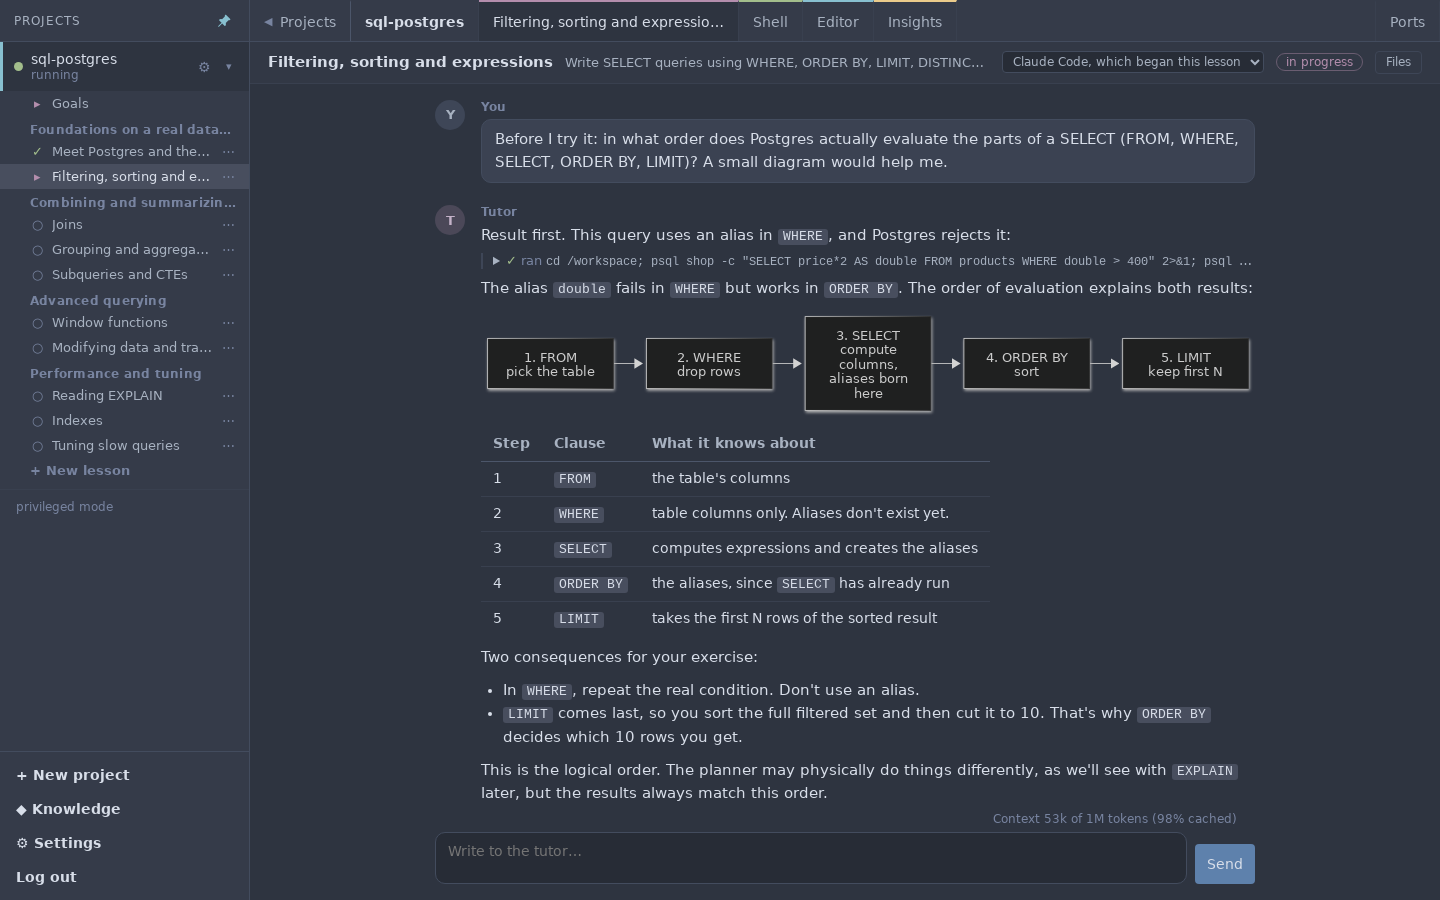 PROJECTS
◀ Projects
sql-postgres
Filtering, sorting and expressio…
Shell
Editor
Insights
Ports
sql-postgres
running
Goals
Foundations on a real data…
Meet Postgres and the…
Filtering, sorting and e…
Combining and summarizin…
Joins
Grouping and aggrega…
Subqueries and CTEs
Advanced querying
Window functions
Modifying data and tra…
Performance and tuning
Reading EXPLAIN
Indexes
Tuning slow queries
+ New lesson
privileged mode
+ New project
◆ Knowledge
⚙ Settings
Log out
Filtering, sorting and expressions
Write SELECT queries using WHERE, ORDER BY, LIMIT, DISTINC…
Claude Code, which began this lesson
in progress
Files
Y
You
Before I try it: in what order does Postgres actually evaluate the parts of a SELECT (FROM, WHERE,
SELECT, ORDER BY, LIMIT)? A small diagram would help me.
T
Tutor
Result first. This query uses an alias in WHERE, and Postgres rejects it:
▶ ✓ ran cd /workspace; psql shop -c "SELECT price*2 AS double FROM products WHERE double > 400" 2>&1; psql …
The alias double fails in WHERE but works in ORDER BY. The order of evaluation explains both results:
1. FROM
pick the table
2. WHERE
drop rows
3. SELECT
compute
columns,
aliases born
here
4. ORDER BY
sort
5. LIMIT
keep first N
Step Clause What it knows about
1 FROM the table's columns
2 WHERE table columns only. Aliases don't exist yet.
3 SELECT computes expressions and creates the aliases
4 ORDER BY the aliases, since SELECT has already run
5 LIMIT takes the first N rows of the sorted result
Two consequences for your exercise:
• In WHERE, repeat the real condition. Don't use an alias.
• LIMIT comes last, so you sort the full filtered set and then cut it to 10. That's why ORDER BY
decides which 10 rows you get.
This is the logical order. The planner may physically do things differently, as we'll see with EXPLAIN
later, but the results always match this order.
Context 53k of 1M tokens (98% cached)
Write to the tutor…
Send